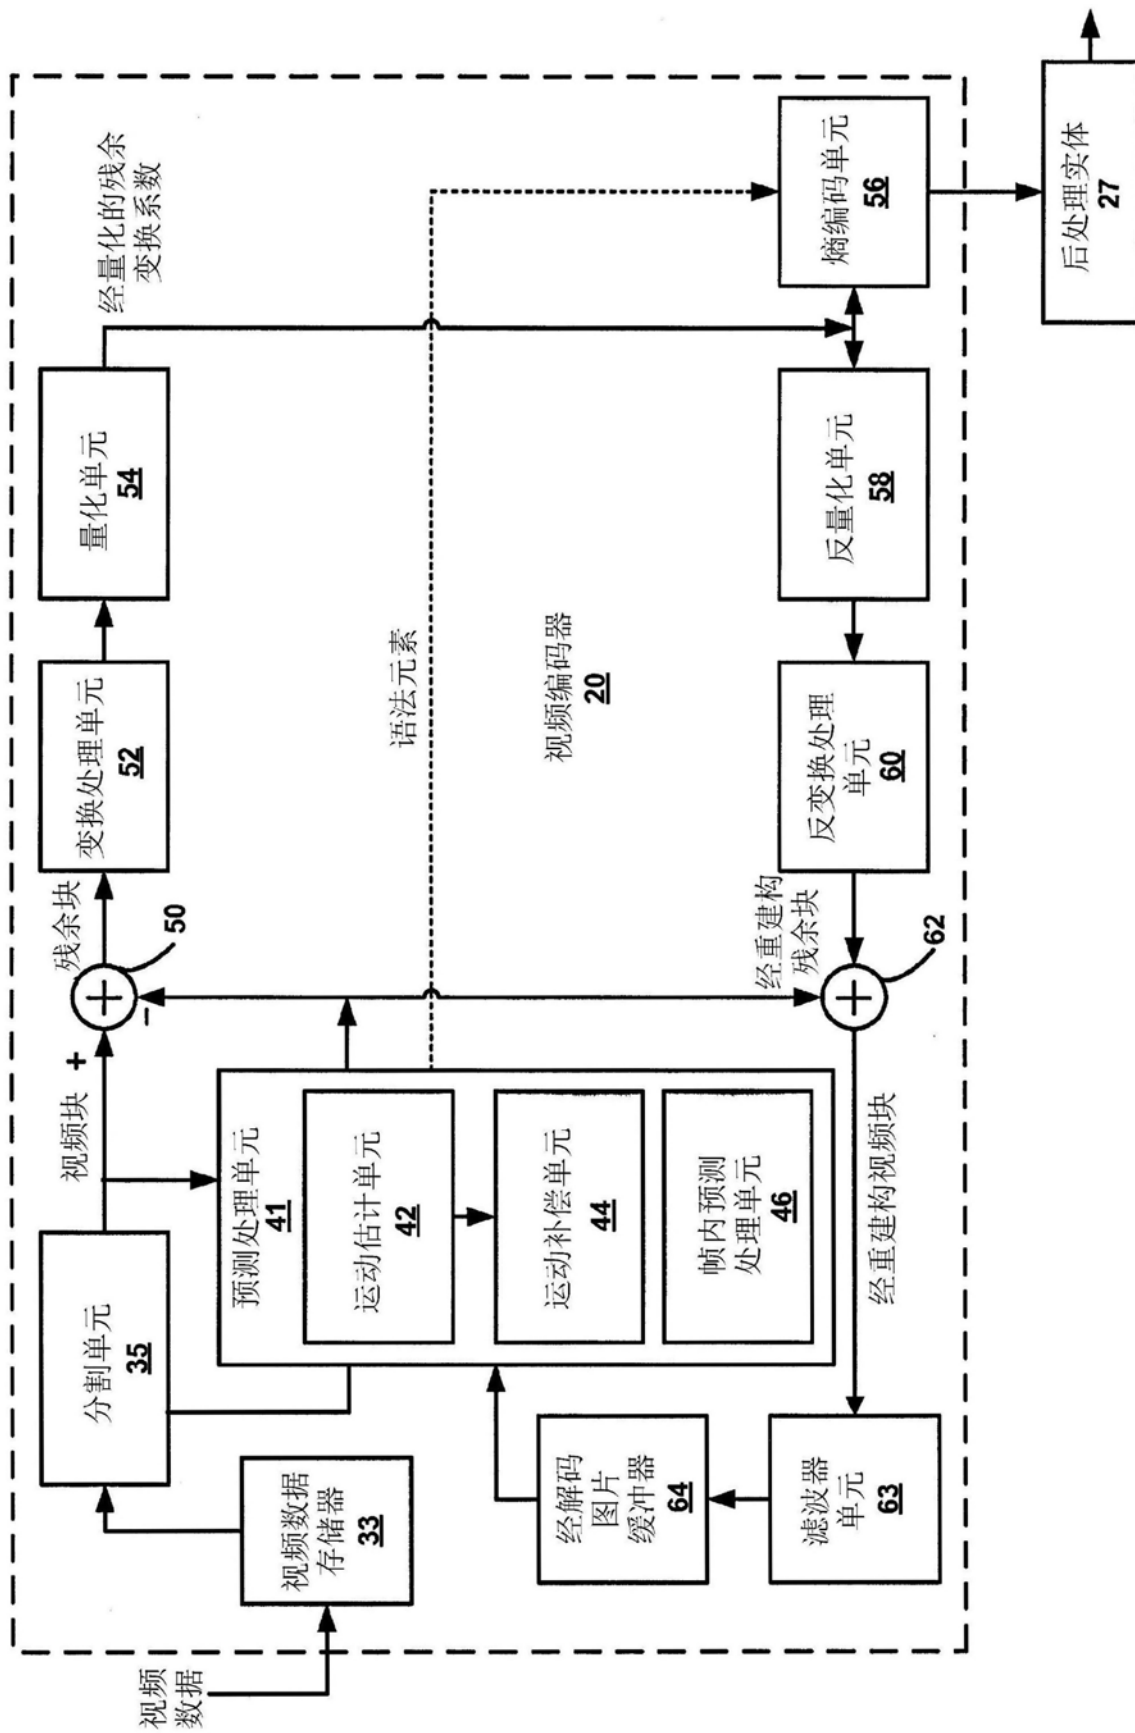 视频
数据
视频数据
存储器
33
分割单元
35
视频块
+
-
残余块
50
变换处理单元
52
量化单元
54
经量化的残余
变换系数
预测处理单元
41
运动估计单元
42
运动补偿单元
44
帧内预测
处理单元
46
语法元素
视频编码器
20
经解码
图片
缓冲器
64
滤波器
单元
63
经重建构视频块
62
经重建构
残余块
反变换处理
单元
60
反量化单元
58
熵编码单元
56
后处理实体
27